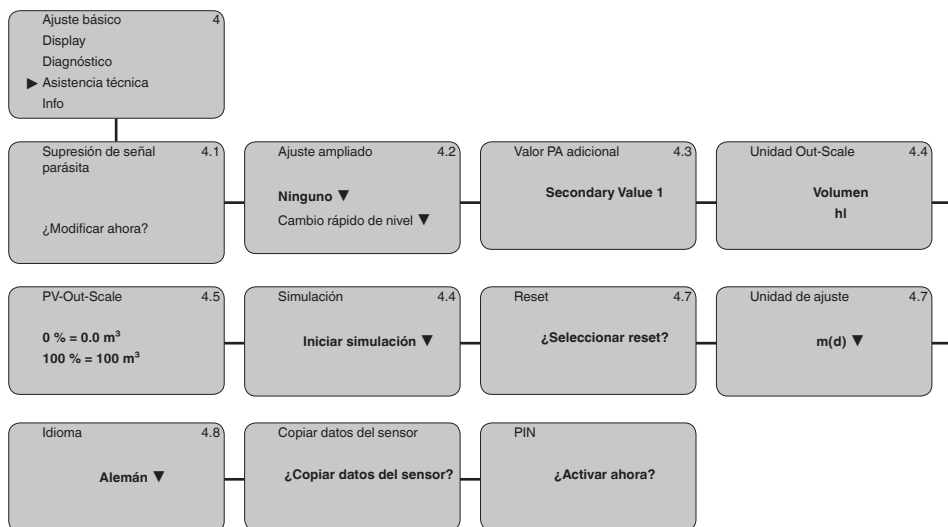 Ajuste básico 4
Display
Diagnóstico
▶ Asistencia técnica
Info
Supresión de señal 4.1
parásita
¿Modificar ahora?
Ajuste ampliado 4.2
Ninguno ▼
Cambio rápido de nivel ▼
Valor PA adicional 4.3
Secondary Value 1
Unidad Out-Scale 4.4
Volumen
hl
PV-Out-Scale 4.5
0 % = 0.0 m³
100 % = 100 m³
Simulación 4.4
Iniciar simulación ▼
Reset 4.7
¿Seleccionar reset?
Unidad de ajuste 4.7
m(d) ▼
Idioma 4.8
Alemán ▼
Copiar datos del sensor
¿Copiar datos del sensor?
PIN
¿Activar ahora?